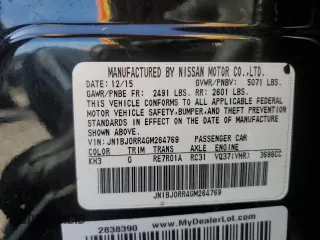 MANUFACTURED BY NISSAN MOTOR CO.,LTD.
DATE: 12/15 GVWR/PNBV: 5071 LBS.
GAWR/PNBE FR: 2491 LBS. RR: 2601 LBS.
THIS VEHICLE CONFORMS TO ALL APPLICABLE FEDERAL
MOTOR VEHICLE SAFETY,BUMPER,AND THEFT PREVENTION
STANDARDS IN EFFECT ON THE DATE OF MANUFACTURE
SHOWN ABOVE.
VIN: JN1BJ0RR4GM264769 PASSENGER CAR
COLOR TRIM TRANS AXLE ENGINE
KH3 G RE7R01A RC31 VQ37(VHR) 3696CC
JN1BJ0RR4GM264769
2838390 www.
MyDealerLot.com